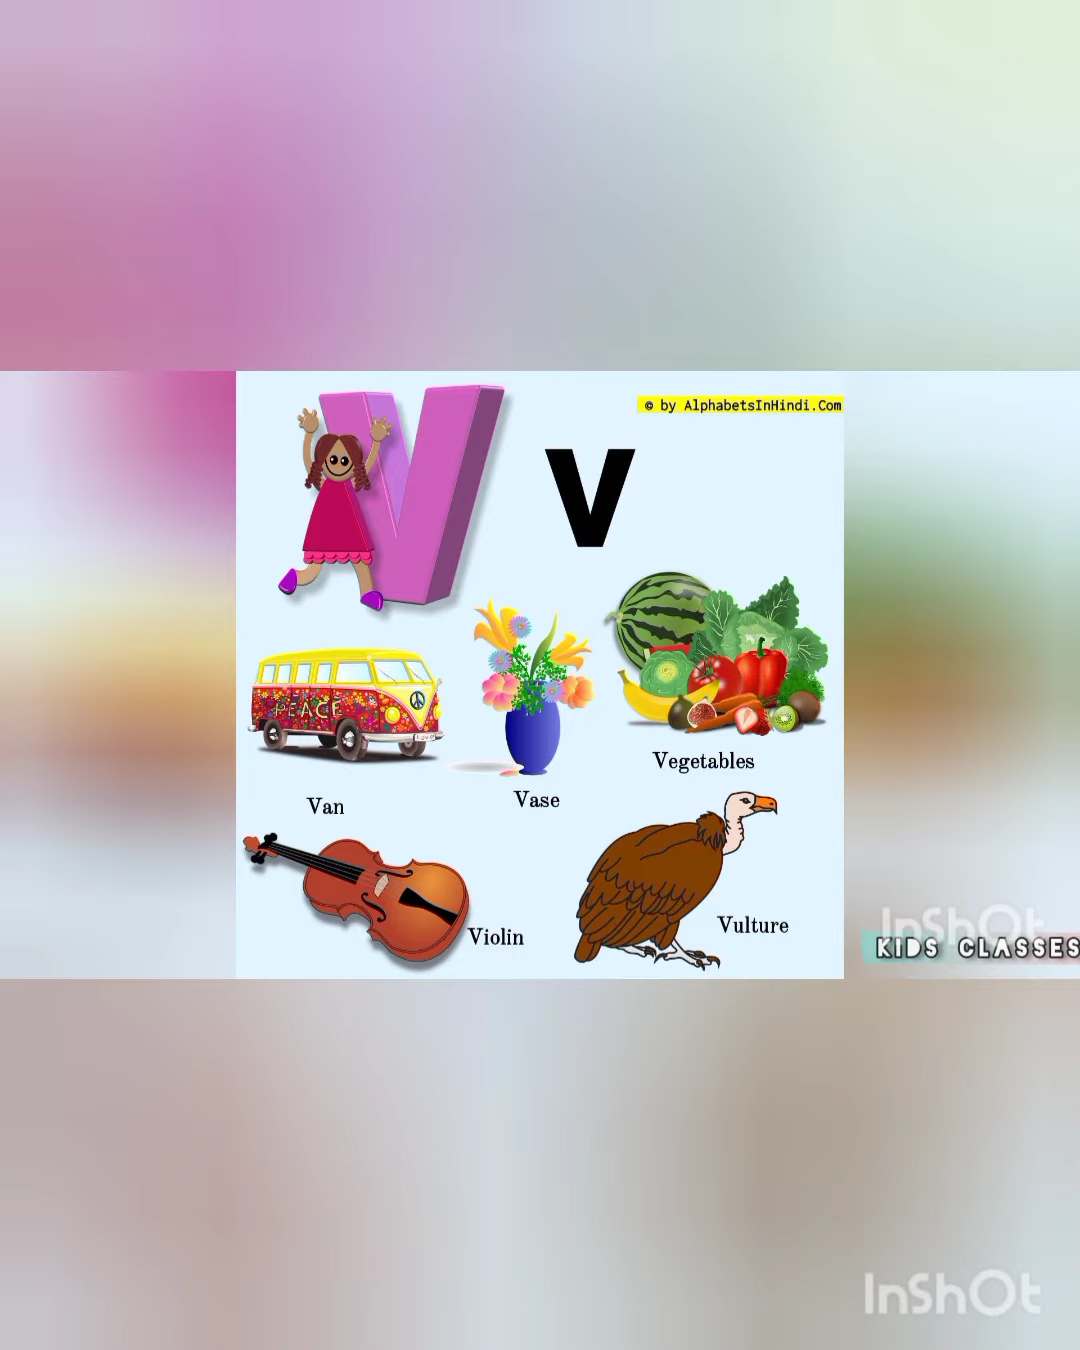 V
© by AlphabetsInHindi.Com
v
PEACE
Vegetables
Van
Vase
Violin
Vulture
InShOt
KIDS CLASSES
InShOt